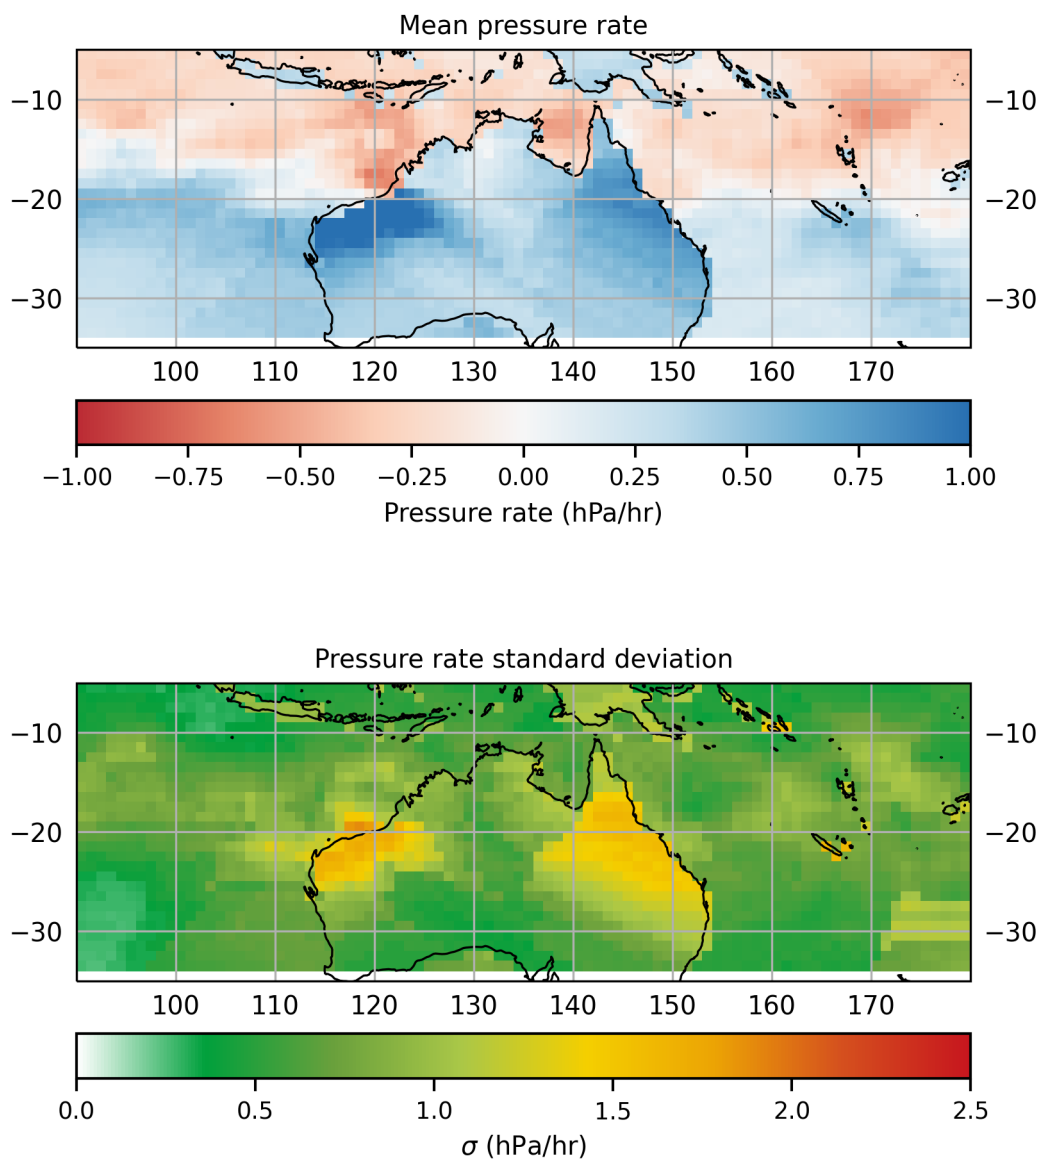 Mean pressure rate
−10 −10
−20 −20
−30 −30
100 110 120 130 140 150 160 170
−1.00 −0.75 −0.50 −0.25 0.00 0.25 0.50 0.75 1.00
Pressure rate (hPa/hr)
Pressure rate standard deviation
−10 −10
−20 −20
−30 −30
100 110 120 130 140 150 160 170
0.0 0.5 1.0 1.5 2.0 2.5
σ (hPa/hr)